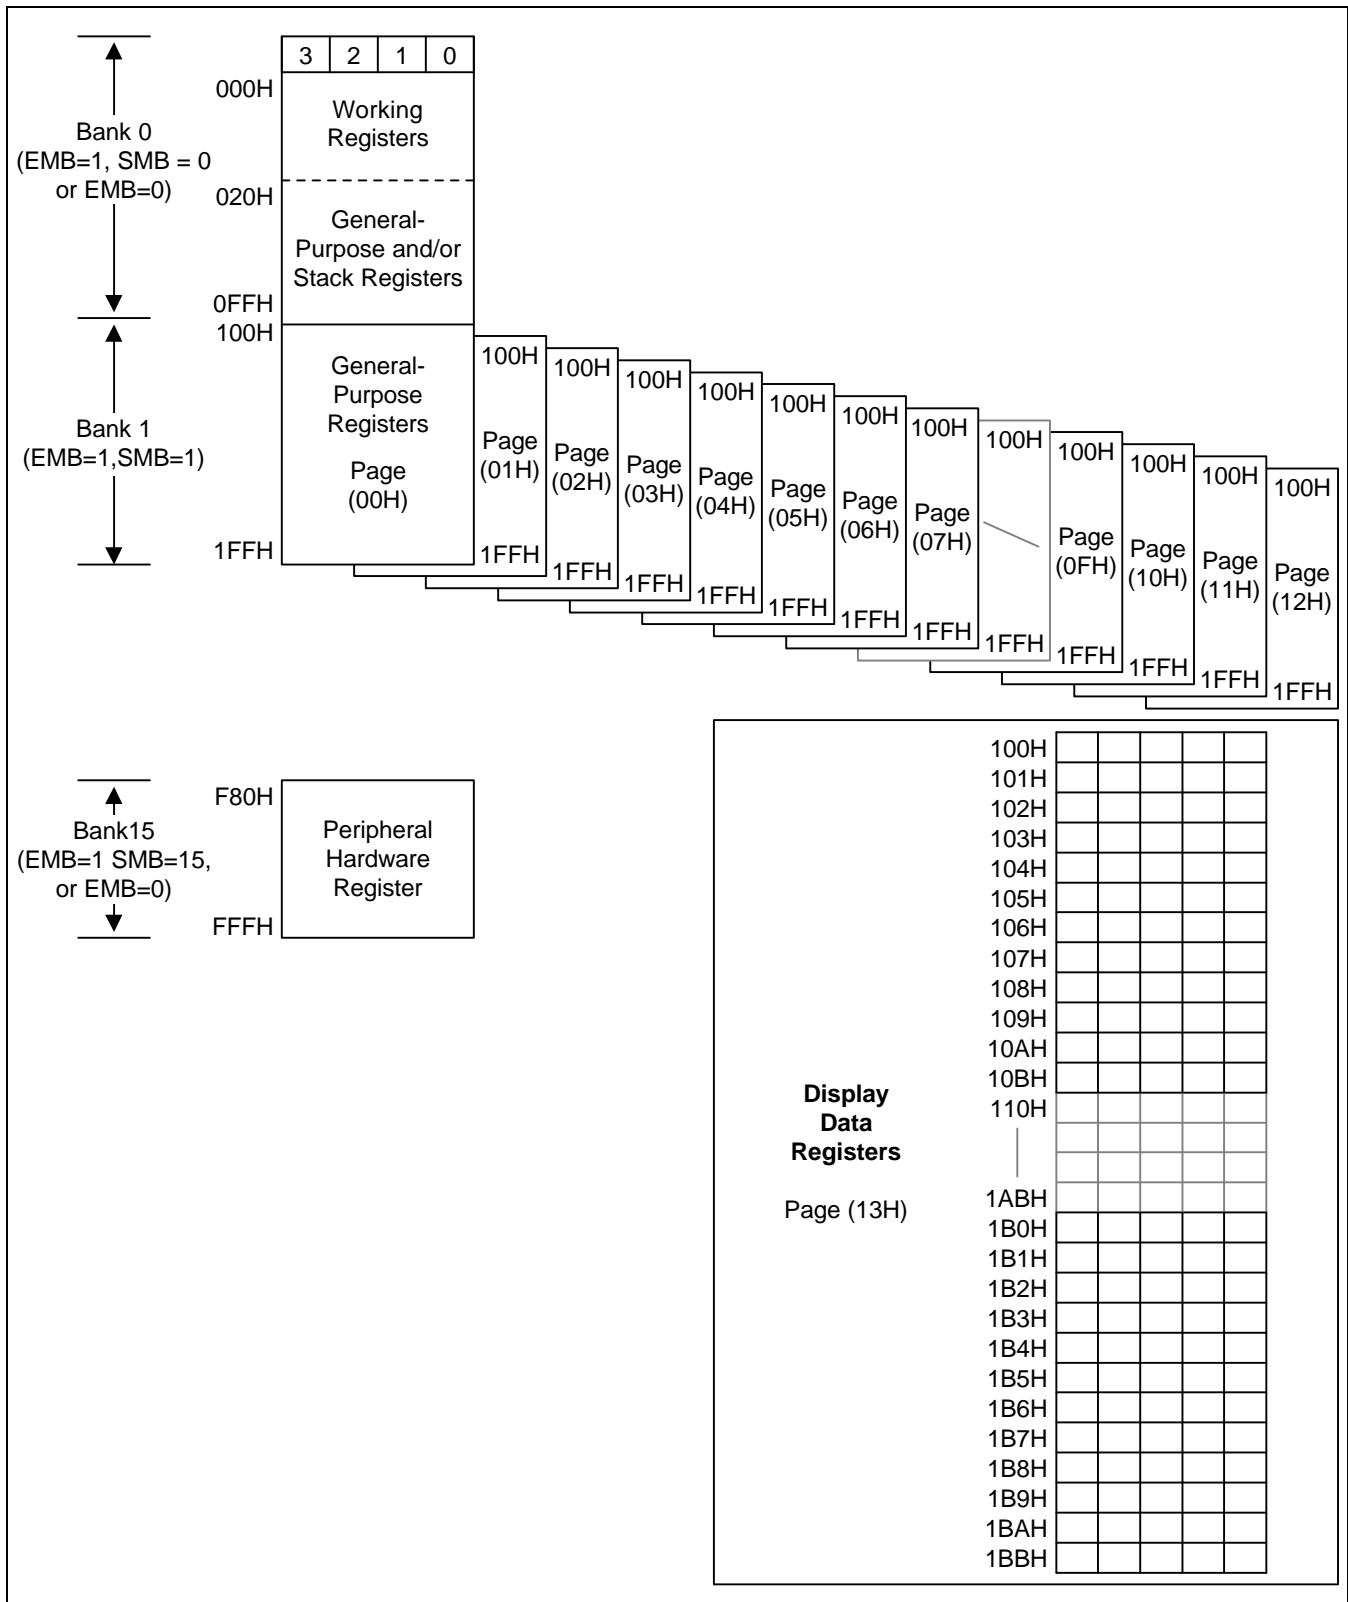 3 2 1 0
000H
Working
Registers
Bank 0
(EMB=1, SMB = 0
or EMB=0)
020H
General-
Purpose and/or
Stack Registers
0FFH
100H
General-
Purpose
Registers
Page
(00H)
Bank 1
(EMB=1,SMB=1)
1FFH
100H
Page
(01H)
1FFH
100H
Page
(02H)
1FFH
100H
Page
(03H)
1FFH
100H
Page
(04H)
1FFH
100H
Page
(05H)
1FFH
100H
Page
(06H)
1FFH
100H
Page
(07H)
1FFH
100H
1FFH
100H
Page
(0FH)
1FFH
100H
Page
(10H)
1FFH
100H
Page
(11H)
1FFH
100H
Page
(12H)
1FFH
F80H
Bank15
(EMB=1 SMB=15,
or EMB=0)
Peripheral
Hardware
Register
FFFH
Display
Data
Registers
Page (13H)
100H
101H
102H
103H
104H
105H
106H
107H
108H
109H
10AH
10BH
110H
1ABH
1B0H
1B1H
1B2H
1B3H
1B4H
1B5H
1B6H
1B7H
1B8H
1B9H
1BAH
1BBH